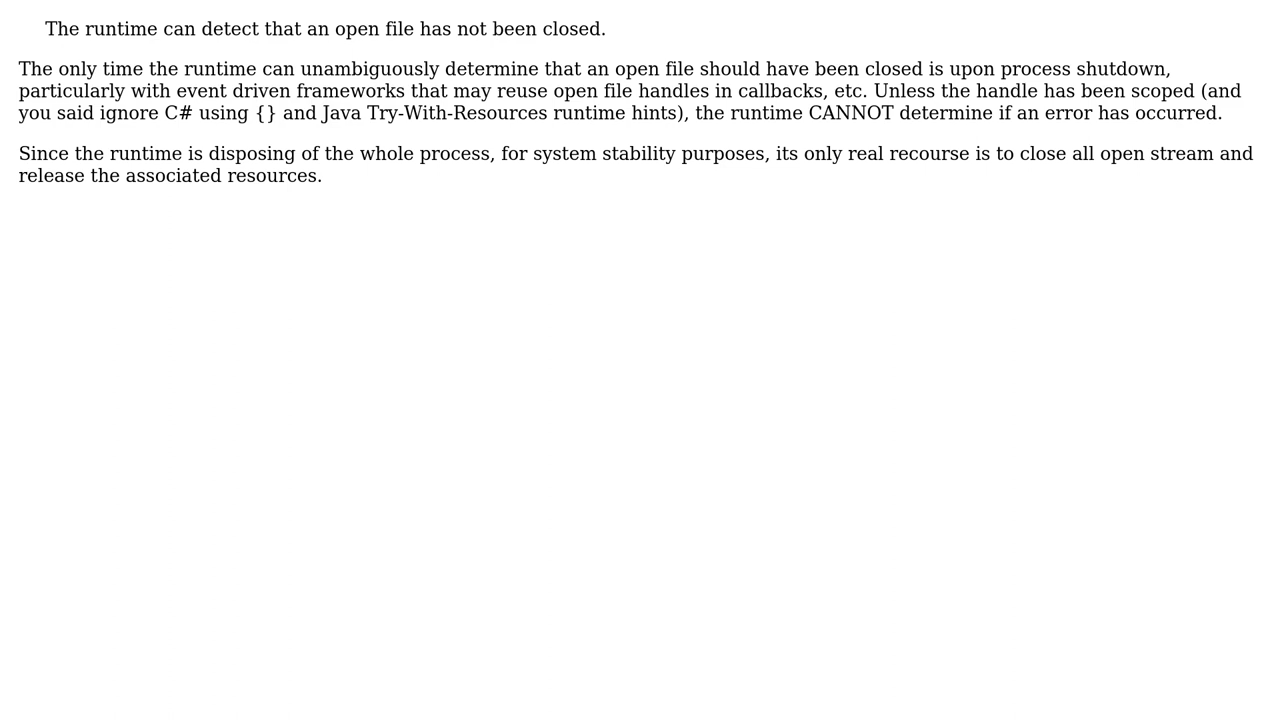 The runtime can detect that an open file has not been closed.
The only time the runtime can unambiguously determine that an open file should have been closed is upon process shutdown,
particularly with event driven frameworks that may reuse open file handles in callbacks, etc. Unless the handle has been scoped (and
you said ignore C# using {} and Java Try-With-Resources runtime hints), the runtime CANNOT determine if an error has occurred.
Since the runtime is disposing of the whole process, for system stability purposes, its only real recourse is to close all open stream and
release the associated resources.